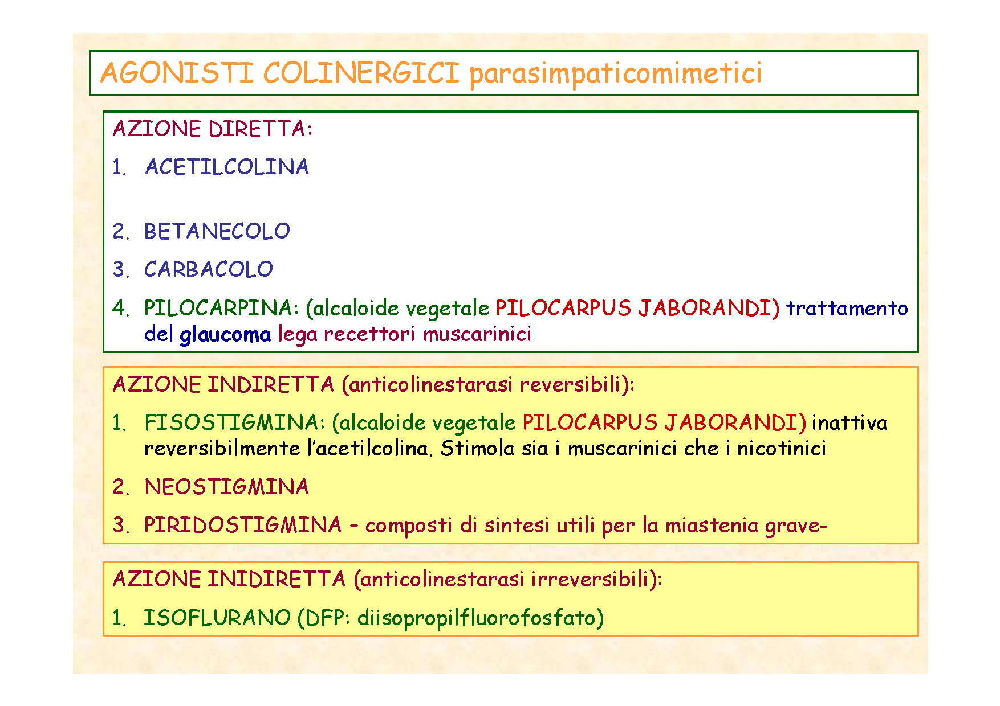 AGONISTI COLINERGICI parasimpaticomimetici
AZIONE DIRETTA:
1. ACETILCOLINA
2. BETANECOLO
3. CARBACOLO
4. PILOCARPINA: (alcaloide vegetale PILOCARPUS JABORANDI) trattamento
del glaucoma lega recettori muscarinici
AZIONE INDIRETTA (anticolinestarasi reversibili):
1. FISOSTIGMINA: (alcaloide vegetale PILOCARPUS JABORANDI) inattiva
reversibilmente l’acetilcolina. Stimola sia i muscarinici che i nicotinici
2. NEOSTIGMINA
3. PIRIDOSTIGMINA – composti di sintesi utili per la miastenia grave-
AZIONE INIDIRETTA (anticolinestarasi irreversibili):
1. ISOFLURANO (DFP: diisopropilfluorofosfato)